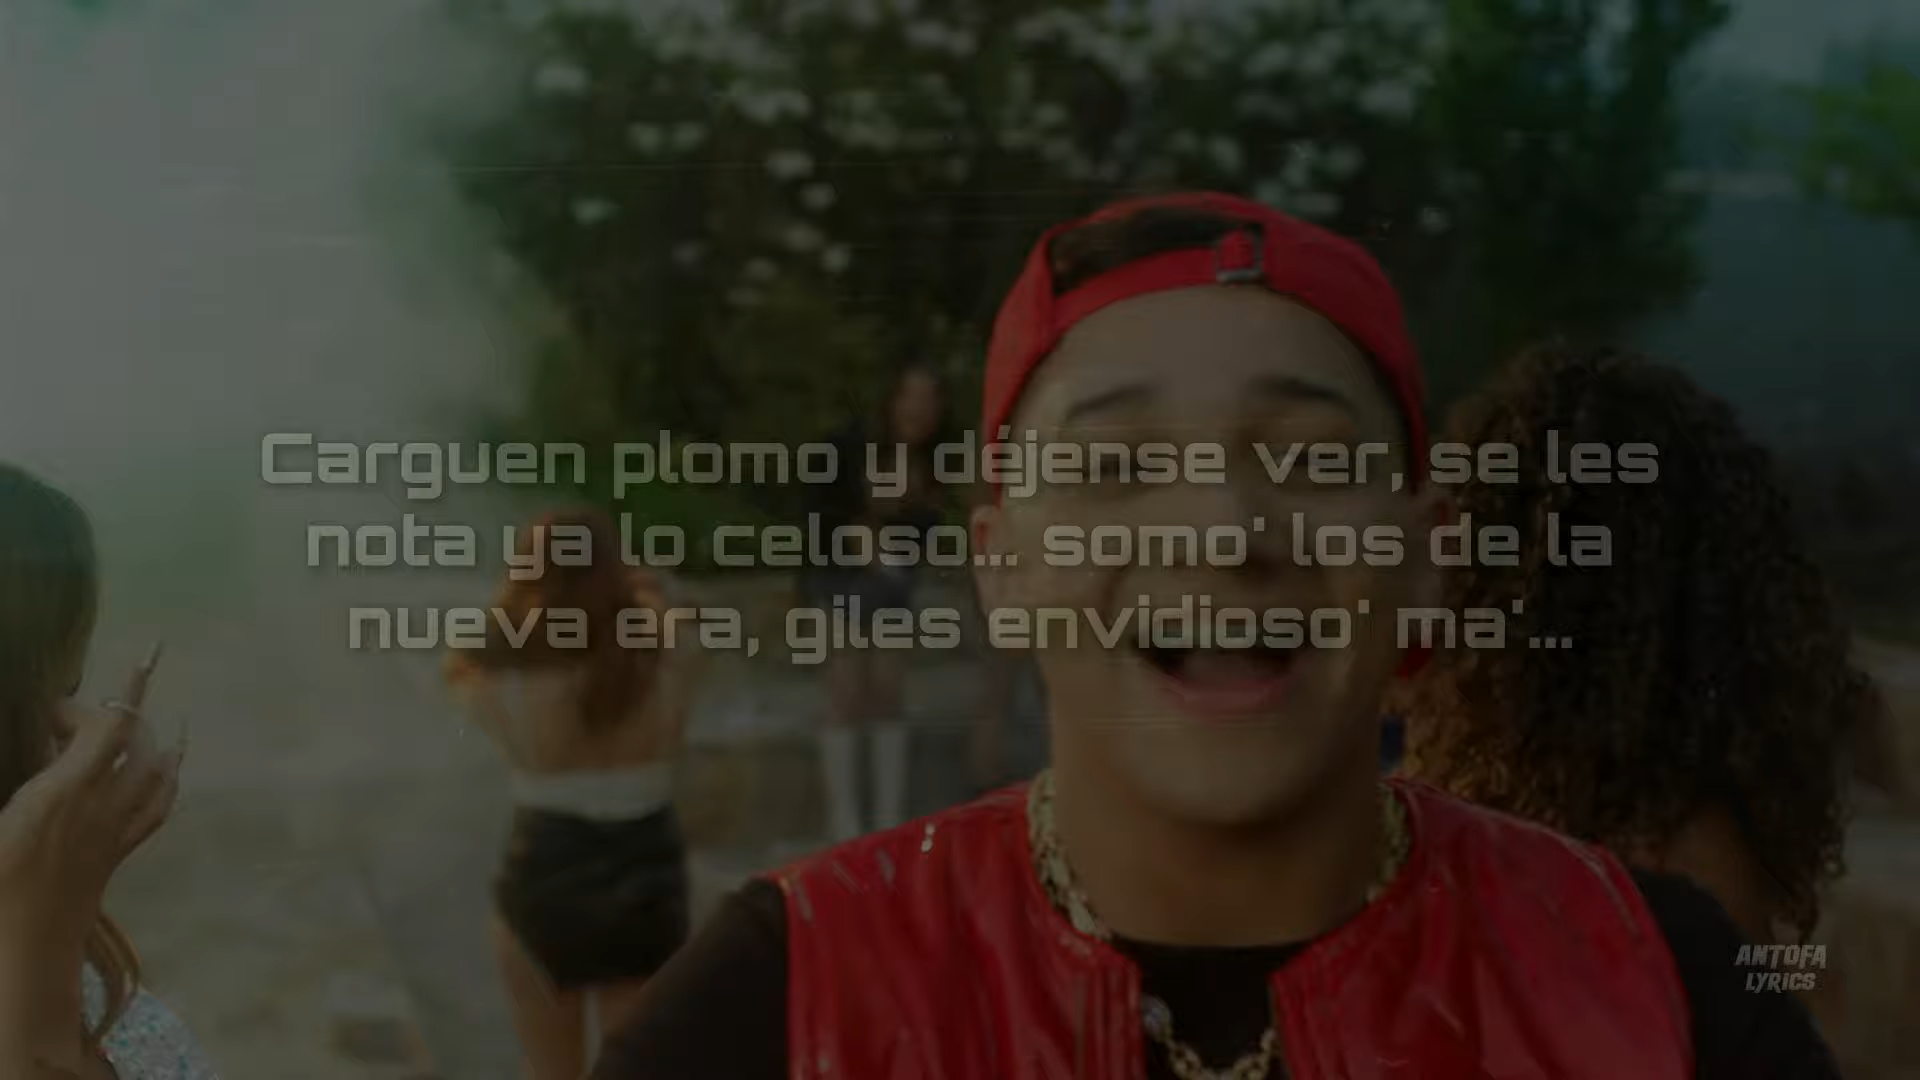 Carguen plomo y déjense ver, se les
nota ya lo celoso... somo' los de la
nueva era, giles envidioso' ma'...
ANTOFA
LYRICS